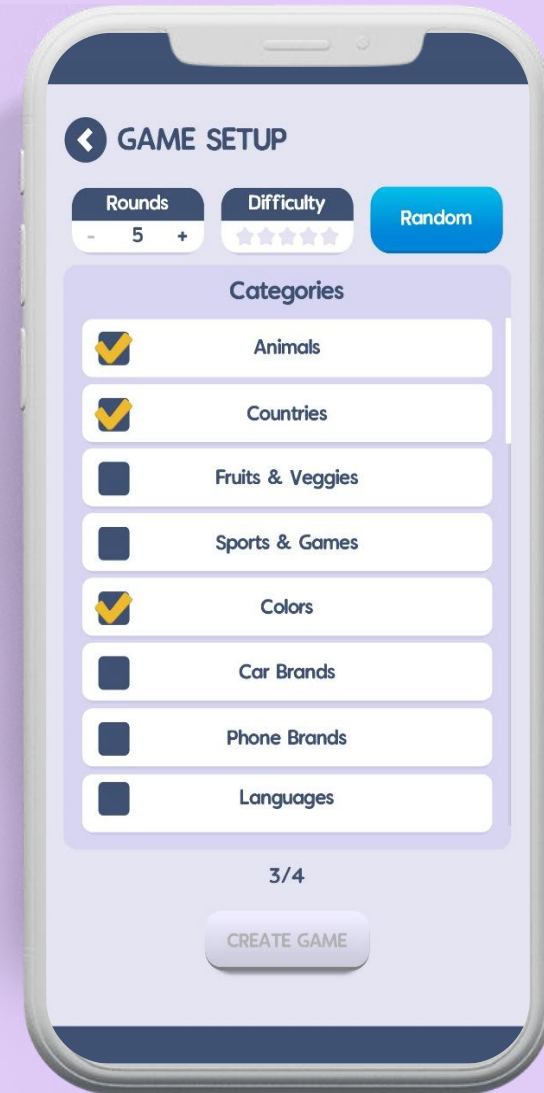 GAME SETUP
Rounds
- 5 +
Difficulty
Random
Categories
Animals
Countries
Fruits & Veggies
Sports & Games
Colors
Car Brands
Phone Brands
Languages
3/4
CREATE GAME